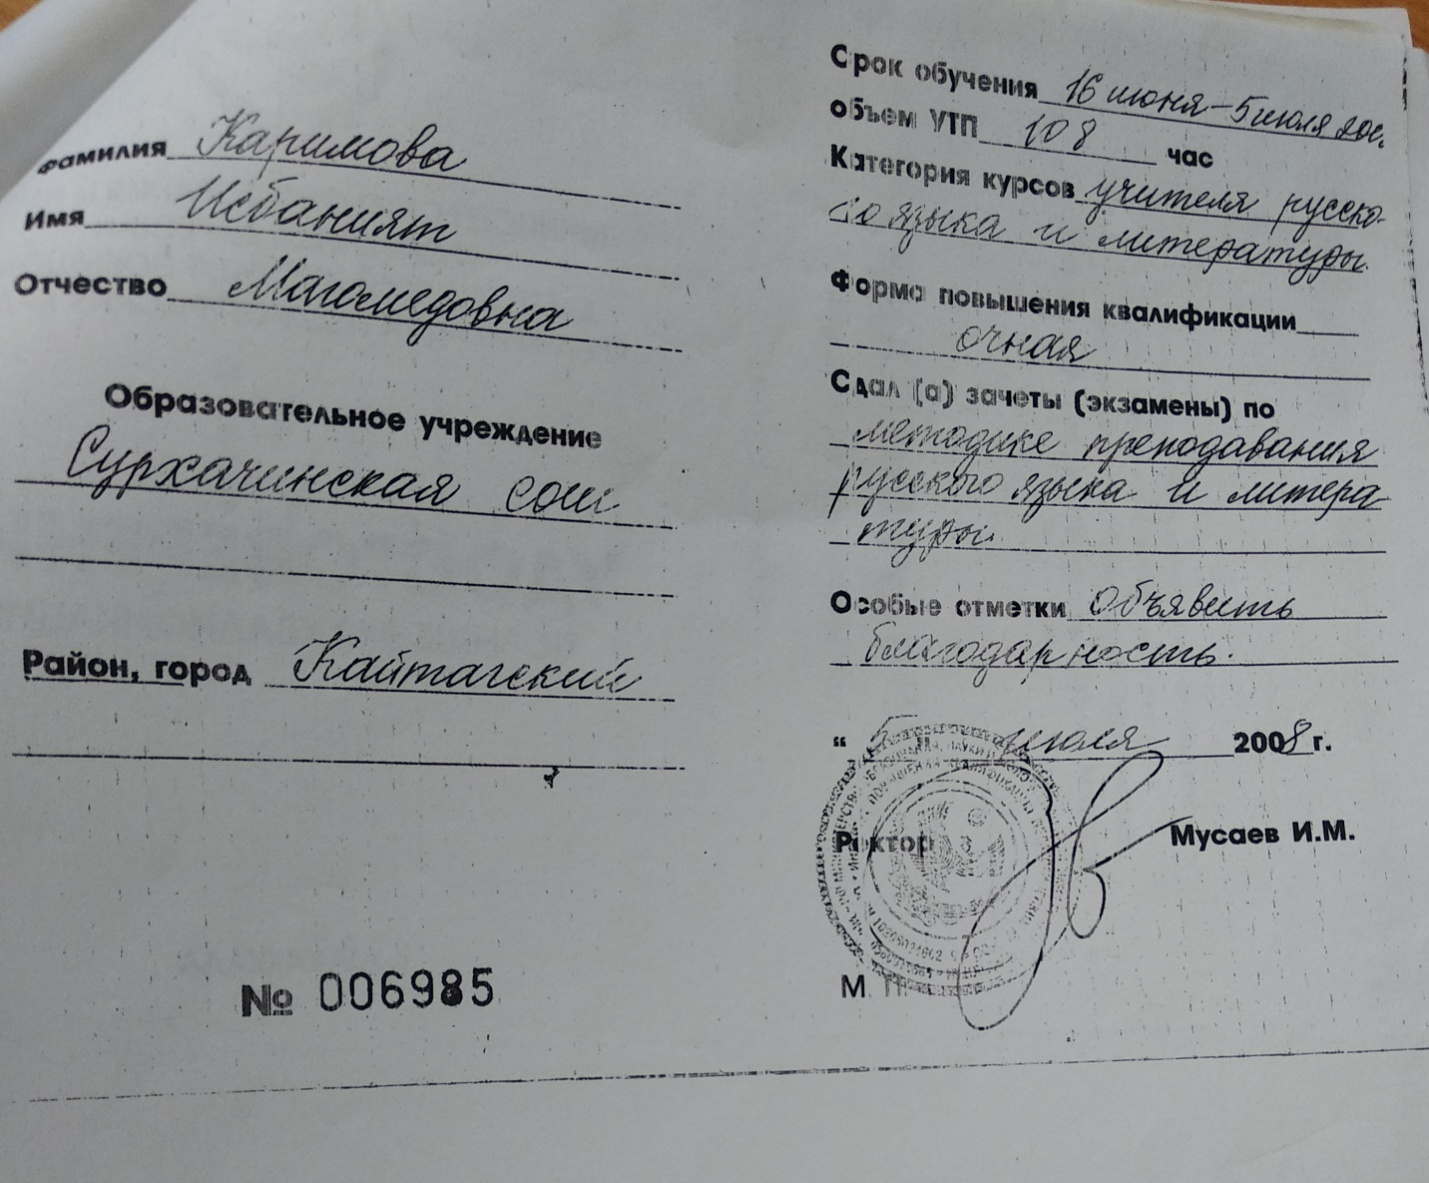 Фамилия Каримова
Имя Исбаният
Отчество Магомедовна
Образовательное учреждение
Сурхачинская сош
Район, город Кайтагский
№ 006985
Срок обучения 16 июня - 5 июля
объем УТП 108 час
Категория курсов учителя русско-
го языка и литературы.
Форма повышения квалификации
очная
Сдал (а) зачеты (экзамены) по
методике преподавания
русского языка и литера-
туры.
Особые отметки Объявить
благодарность.
" 5 " июля 2008 г.
Ректор Мусаев И.М.
М. П.